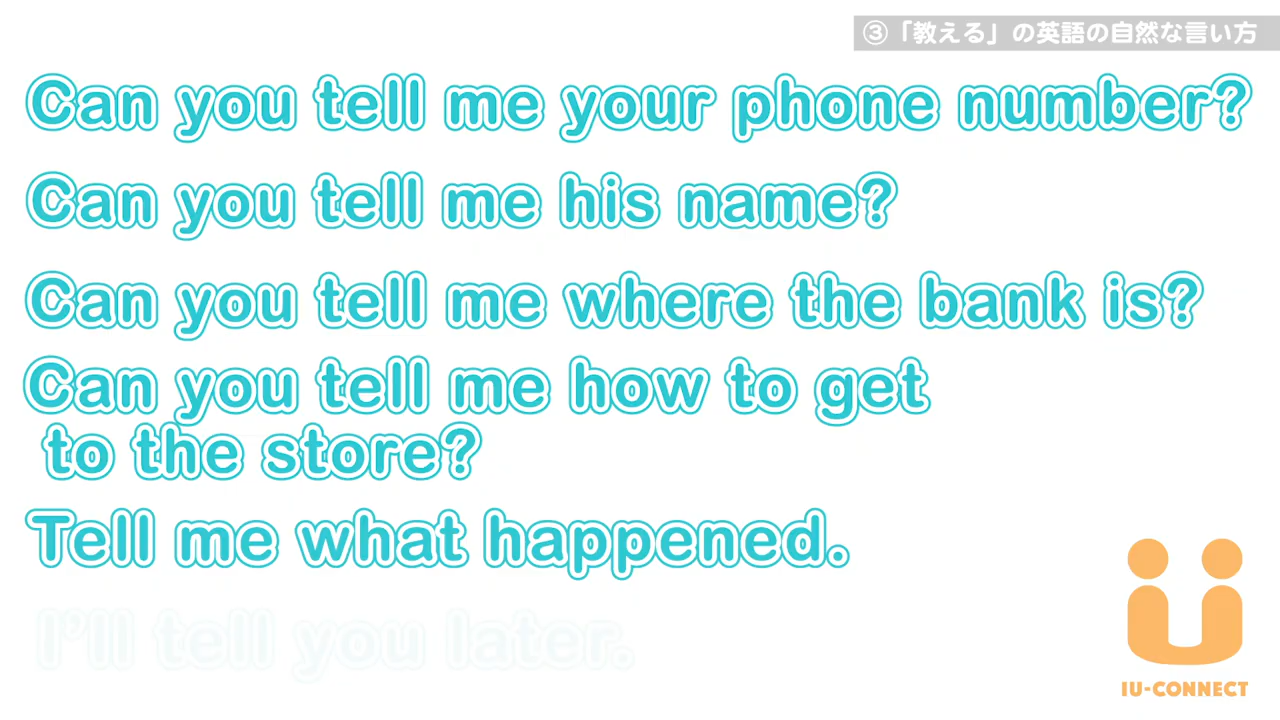 ③「教える」の英語の自然な言い方
Can you tell me your phone number?
Can you tell me his name?
Can you tell me where the bank is?
Can you tell me how to get
to the store?
Tell me what happened.
I'll tell you later.
IU-CONNECT